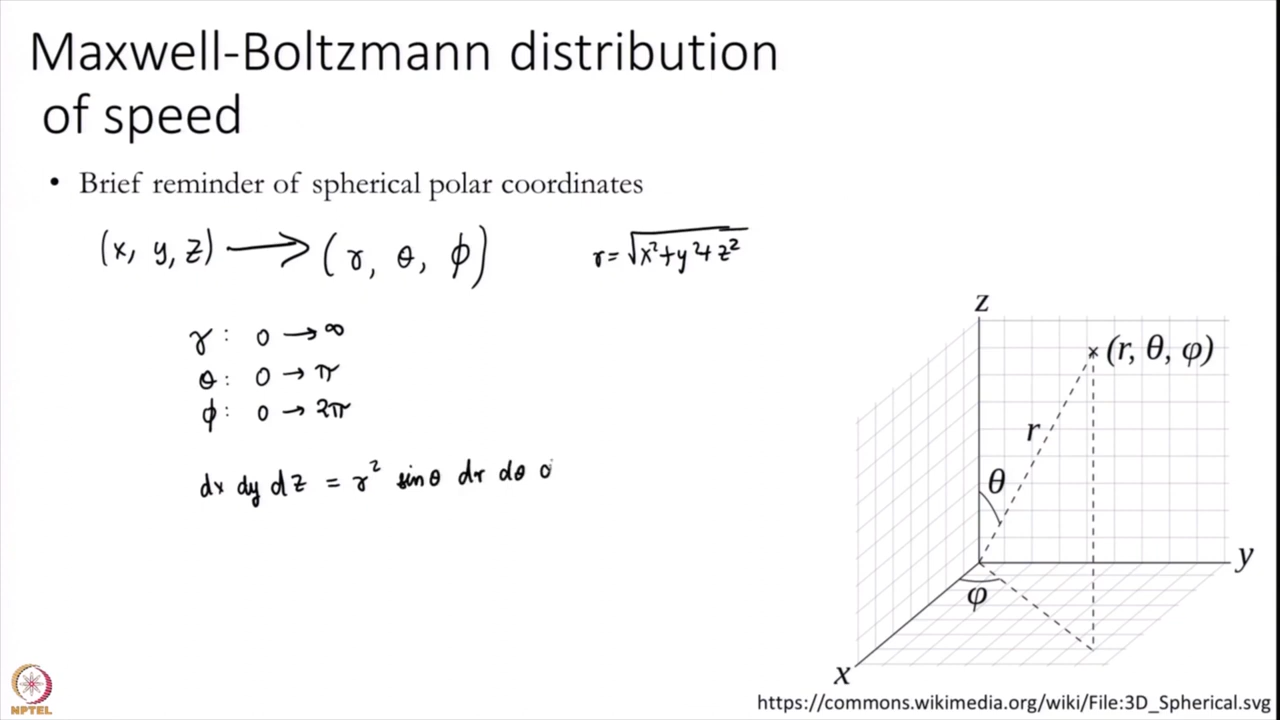 Maxwell-Boltzmann distribution
of speed
• Brief reminder of spherical polar coordinates
(x, y, z) ⟶ (r, θ, ϕ)
r = √x²+y²+z²
r : 0 → ∞
θ : 0 → π
ϕ : 0 → 2π
dx dy dz = r² sinθ dr dθ
z
(r, θ, φ)
r
θ
y
φ
x
NPTEL
https://commons.wikimedia.org/wiki/File:3D_Spherical.svg